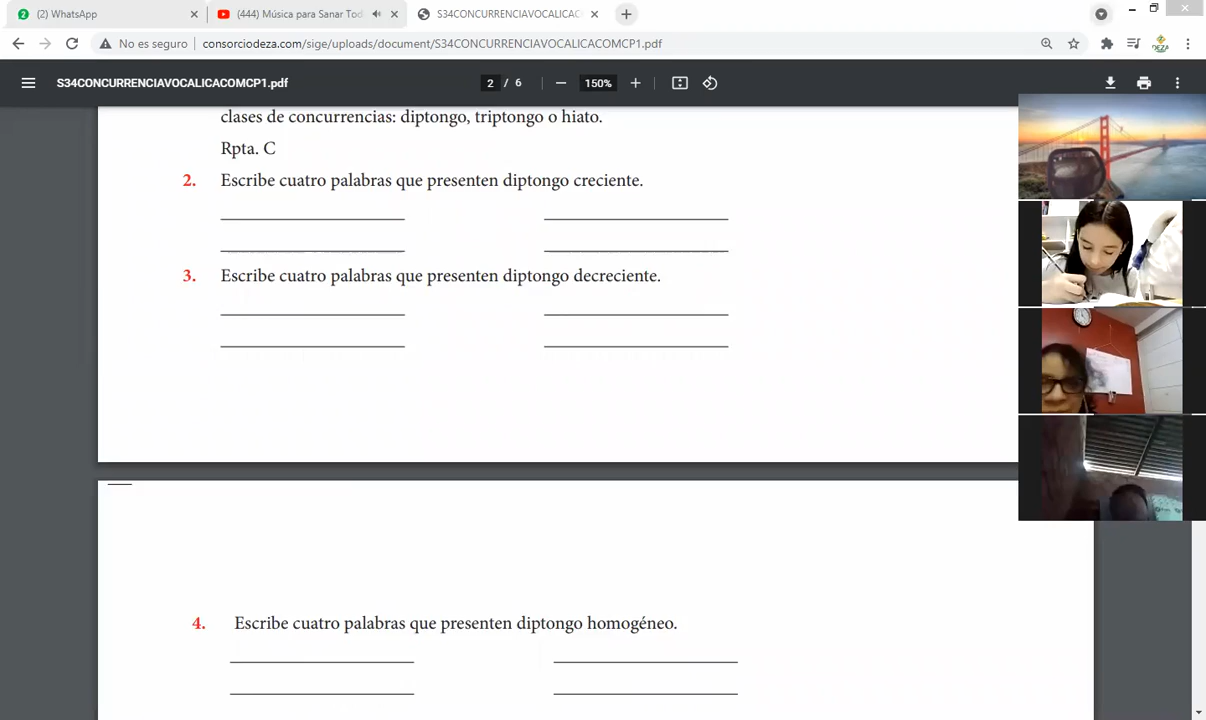 (2) WhatsApp
(444) Música para Sanar Tod
S34CONCURRENCIAVOCALICAC
No es seguro
consorciodeza.com/sige/uploads/document/S34CONCURRENCIAVOCALICACOMCP1.pdf
S34CONCURRENCIAVOCALICACOMCP1.pdf
2 / 6
150%
clases de concurrencias: diptongo, triptongo o hiato.
Rpta. C
2. Escribe cuatro palabras que presenten diptongo creciente.
3. Escribe cuatro palabras que presenten diptongo decreciente.
4. Escribe cuatro palabras que presenten diptongo homogéneo.